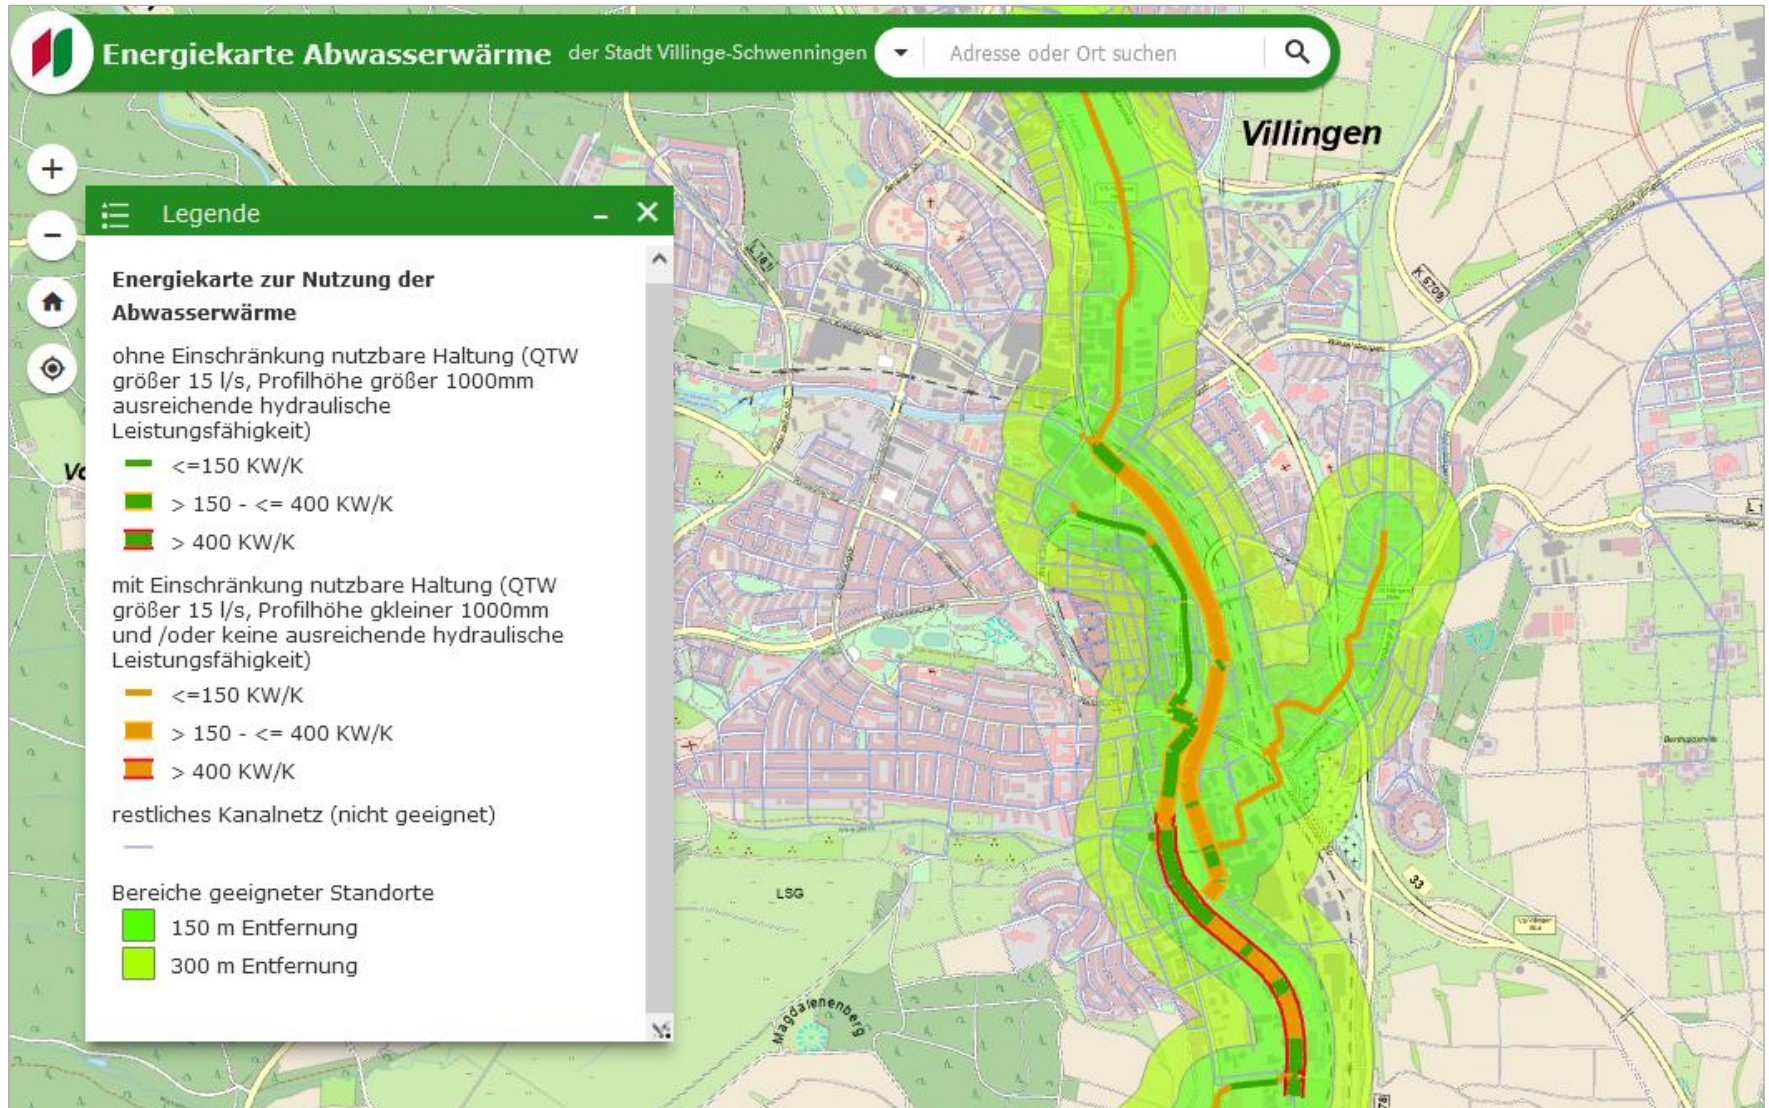 Energiekarte Abwasserwärme der Stadt Villinge-Schwenningen
Adresse oder Ort suchen
Villingen
Legende
Energiekarte zur Nutzung der
Abwasserwärme
ohne Einschränkung nutzbare Haltung (QTW
größer 15 l/s, Profilhöhe größer 1000mm
ausreichende hydraulische
Leistungsfähigkeit)
<=150 KW/K
> 150 - <= 400 KW/K
> 400 KW/K
mit Einschränkung nutzbare Haltung (QTW
größer 15 l/s, Profilhöhe gkleiner 1000mm
und /oder keine ausreichende hydraulische
Leistungsfähigkeit)
<=150 KW/K
> 150 - <= 400 KW/K
> 400 KW/K
restliches Kanalnetz (nicht geeignet)
Bereiche geeigneter Standorte
150 m Entfernung
300 m Entfernung
L 181
K 5709
L 1
LSG
33
Magdalenenberg